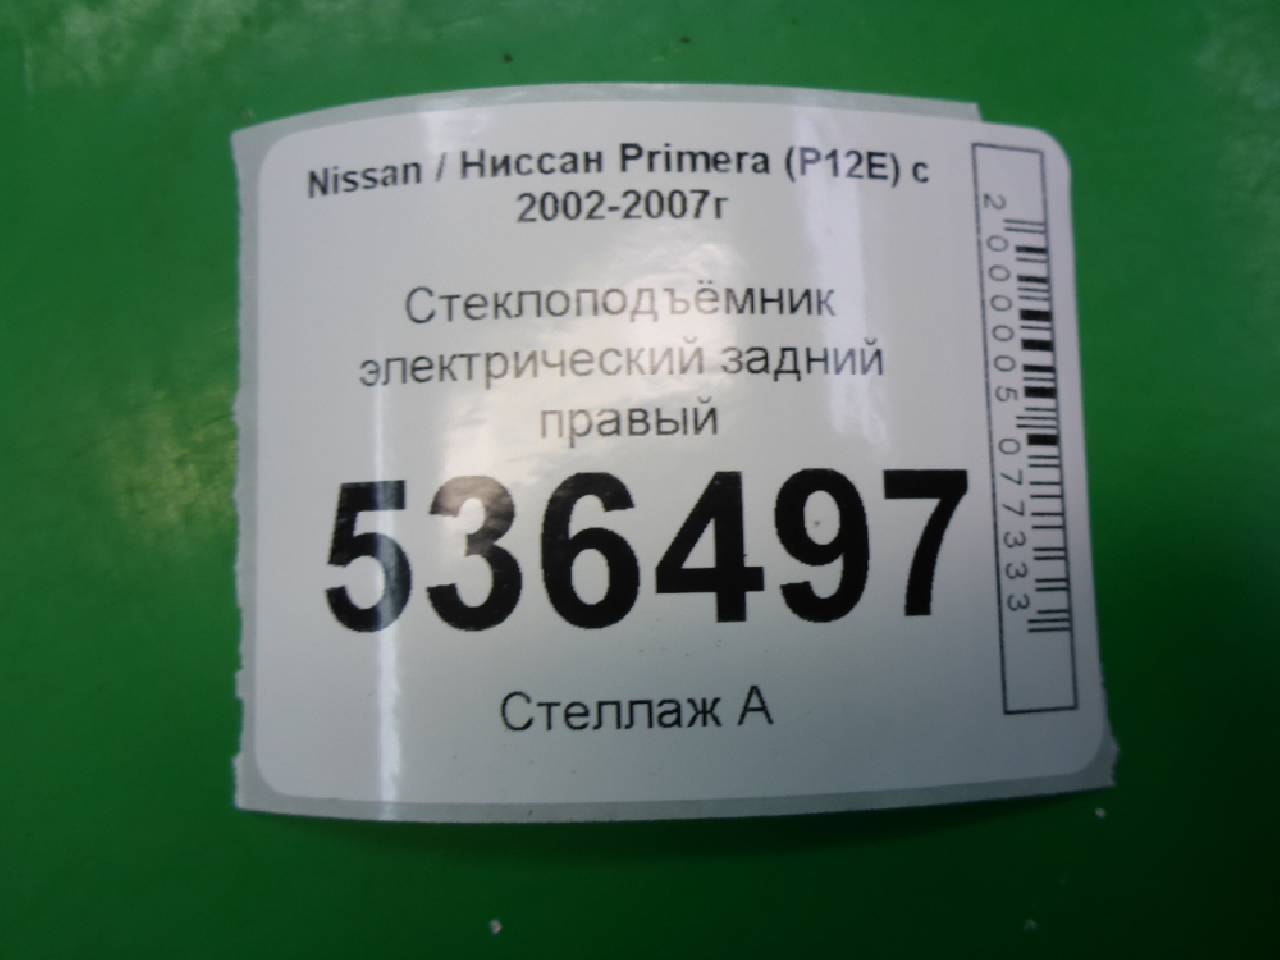 Nissan / Ниссан Primera (P12E) с
2002-2007г
Стеклоподъёмник
электрический задний
правый
536497
Стеллаж А
2000005077333